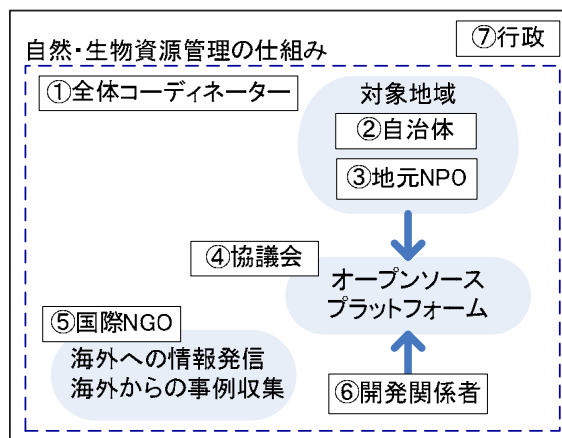 ⑦行政
自然・生物資源管理の仕組み
①全体コーディネーター
対象地域
②自治体
③地元NPO
④協議会
オープンソース
プラットフォーム
⑤国際NGO
海外への情報発信
海外からの事例収集
⑥開発関係者